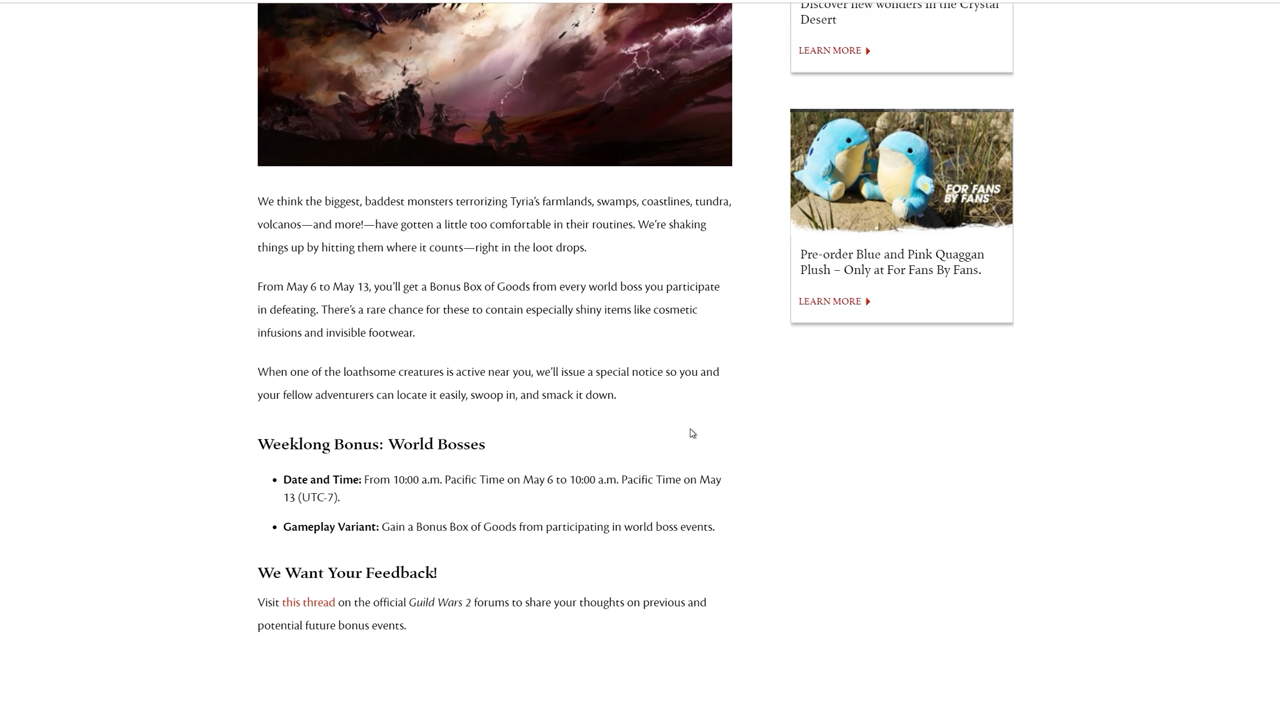 Discover new wonders in the Crystal
Desert
LEARN MORE
FOR FANS
BY FANS
Pre-order Blue and Pink Quaggan
Plush – Only at For Fans By Fans.
LEARN MORE
We think the biggest, baddest monsters terrorizing Tyria’s farmlands, swamps, coastlines, tundra,
volcanos—and more!—have gotten a little too comfortable in their routines. We’re shaking
things up by hitting them where it counts—right in the loot drops.
From May 6 to May 13, you’ll get a Bonus Box of Goods from every world boss you participate
in defeating. There’s a rare chance for these to contain especially shiny items like cosmetic
infusions and invisible footwear.
When one of the loathsome creatures is active near you, we’ll issue a special notice so you and
your fellow adventurers can locate it easily, swoop in, and smack it down.
Weeklong Bonus: World Bosses
• Date and Time: From 10:00 a.m. Pacific Time on May 6 to 10:00 a.m. Pacific Time on May
13 (UTC-7).
• Gameplay Variant: Gain a Bonus Box of Goods from participating in world boss events.
We Want Your Feedback!
Visit this thread on the official Guild Wars 2 forums to share your thoughts on previous and
potential future bonus events.